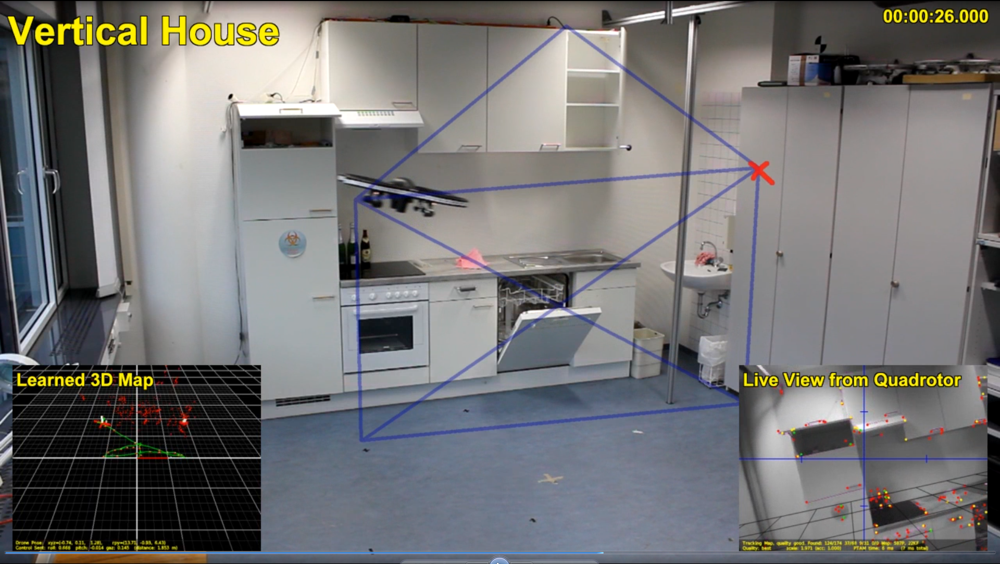 Vertical House
00:00:26.000
Learned 3D Map
Live View from Quadrotor
Drone Pose: xyz=(-0.74, 0.11, 1.28), rpy=(13.71, -0.93, 6.43)
Control Sent: roll: 0.666 pitch: -0.014 gaz: 0.145 (distance: 1.853 m)
Tracking Map, quality good. Found: 124/174 37/68 9/31 0/0 Map: 587P, 22KF
Quality: best scale: 1.971 (acc: 1.000) PTAM time: 6 ms (7 ms total)